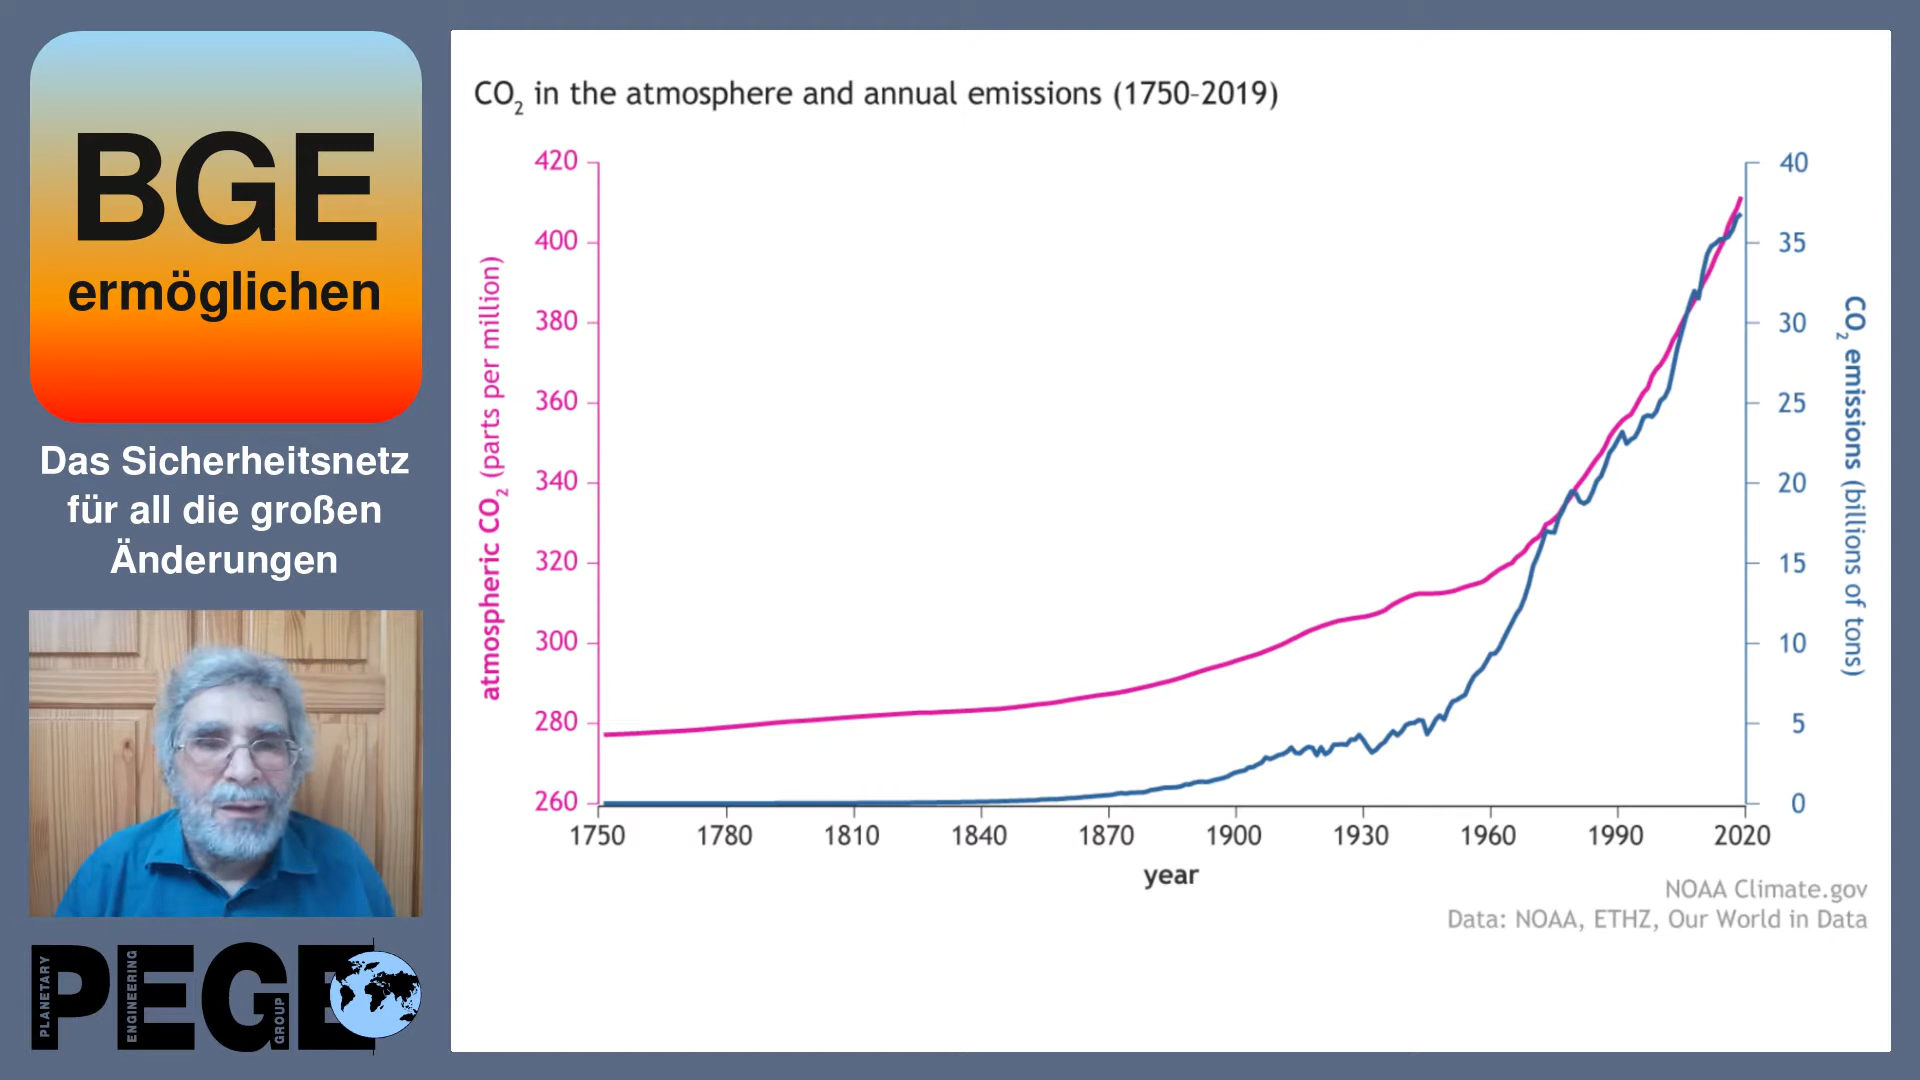 BGE
ermöglichen
Das Sicherheitsnetz
für all die großen
Änderungen
PLANETARY
ENGINEERING
GROUP
PEGE
CO2 in the atmosphere and annual emissions (1750-2019)
atmospheric CO2 (parts per million)
420
400
380
360
340
320
300
280
260
40
35
30
25
20
15
10
5
0
CO2 emissions (billions of tons)
1750 1780 1810 1840 1870 1900 1930 1960 1990 2020
year
NOAA Climate.gov
Data: NOAA, ETHZ, Our World in Data